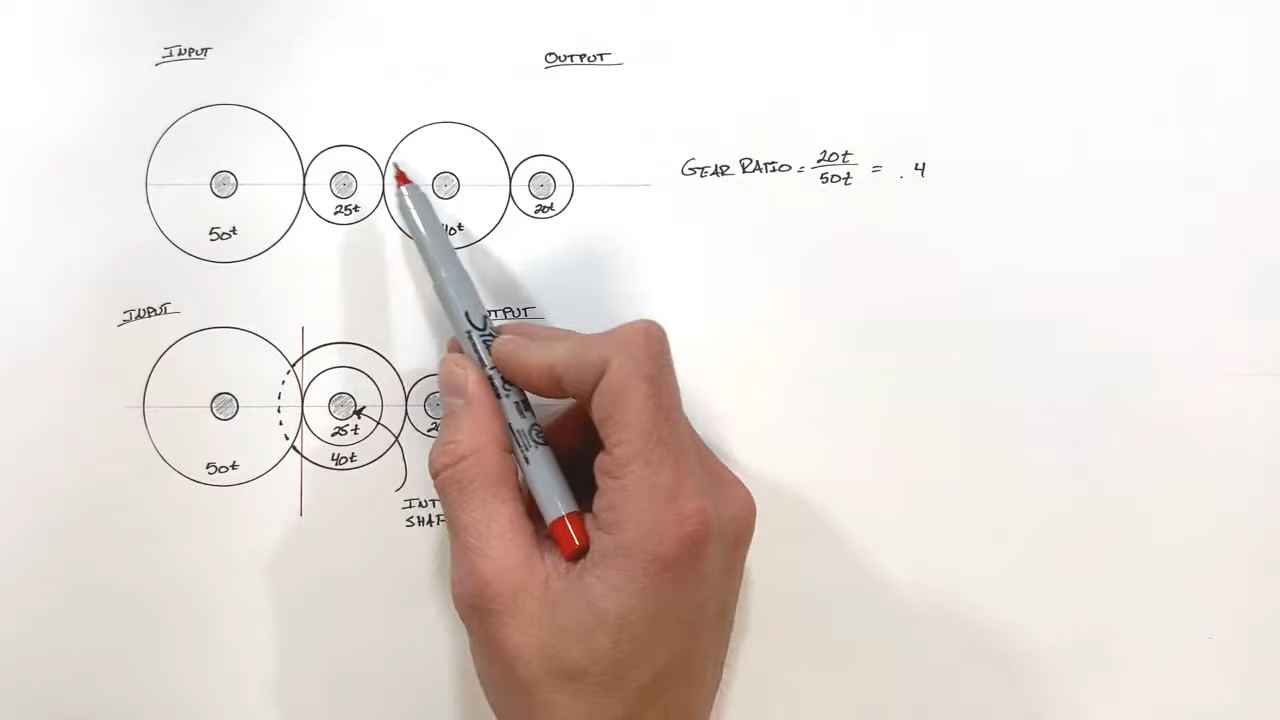 INPUT
OUTPUT
GEAR RATIO = 20t / 50t = .4
25t
20t
50t
INPUT
25t
40t
50t